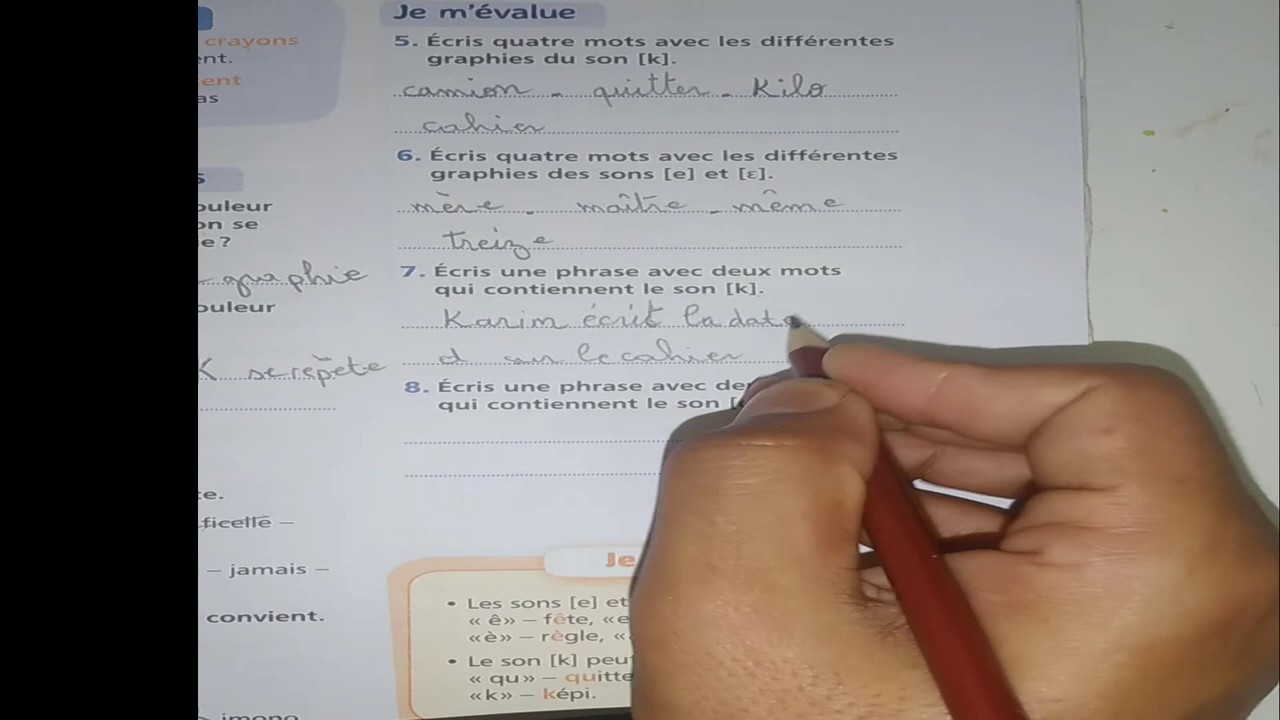 crayons
ent.
ent
as
s
ouleur
on se
e ?
graphie
ouleur
K se répète
te.
ficelle –
– jamais –
convient.
Je m'évalue
5. Écris quatre mots avec les différentes
graphies du son [k].
camion - quitter - Kilo
cahier
6. Écris quatre mots avec les différentes
graphies des sons [e] et [ɛ].
mère - maître - même
treize
7. Écris une phrase avec deux mots
qui contiennent le son [k].
Karim écrit la date
sur le cahier
8. Écris une phrase avec de
qui contiennent le son [
Je
• Les sons [e] et
« ê» – fête, «e
«è» – règle, «
• Le son [k] peu
« qu» – quitte
«k» – képi.